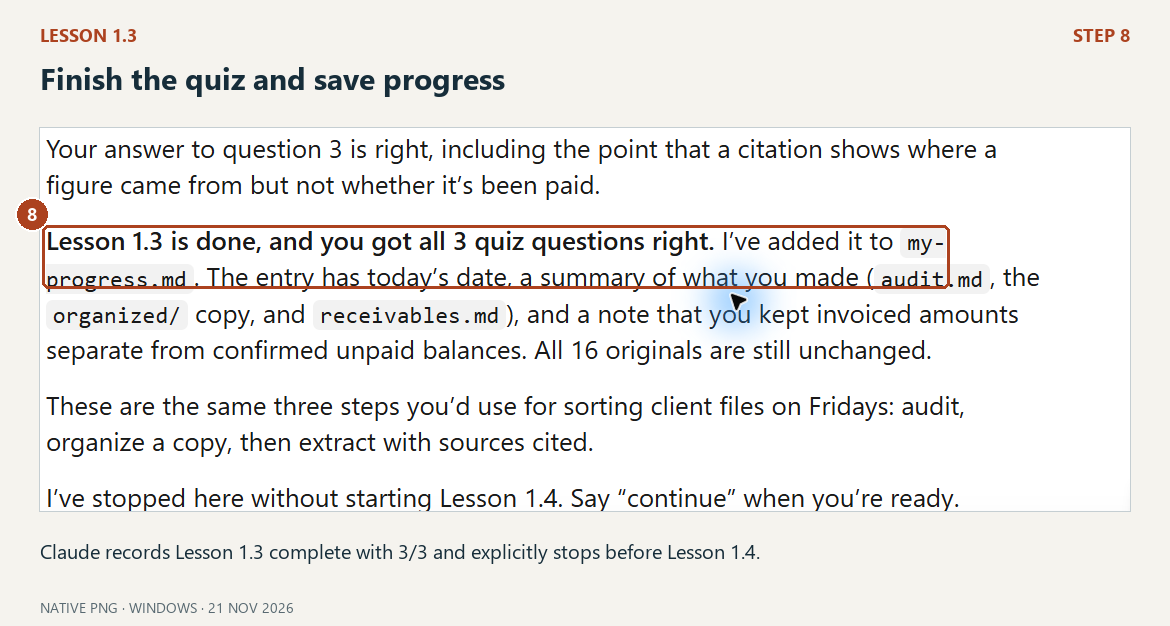 LESSON 1.3
STEP 8
Finish the quiz and save progress
Your answer to question 3 is right, including the point that a citation shows where a
figure came from but not whether it’s been paid.
8
Lesson 1.3 is done, and you got all 3 quiz questions right. I’ve added it to my-
progress.md. The entry has today’s date, a summary of what you made (audit.md, the
organized/ copy, and receivables.md), and a note that you kept invoiced amounts
separate from confirmed unpaid balances. All 16 originals are still unchanged.
These are the same three steps you’d use for sorting client files on Fridays: audit,
organize a copy, then extract with sources cited.
I’ve stopped here without starting Lesson 1.4. Say “continue” when you’re ready.
Claude records Lesson 1.3 complete with 3/3 and explicitly stops before Lesson 1.4.
NATIVE PNG · WINDOWS · 21 NOV 2026